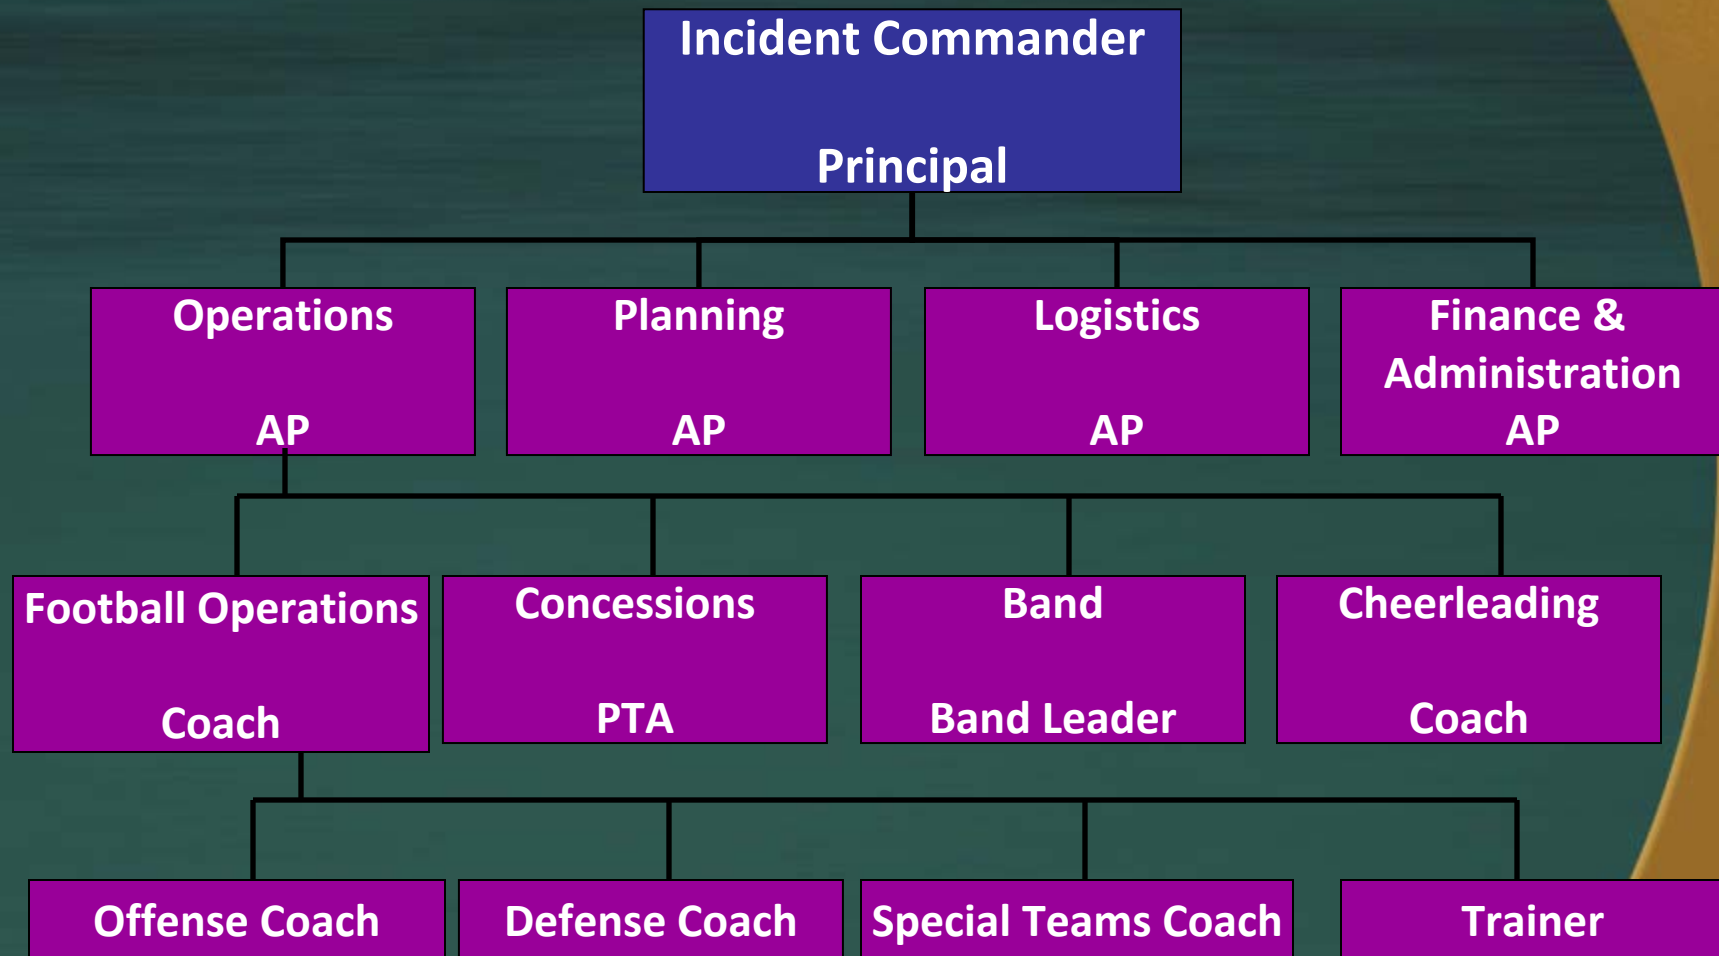 Incident Commander
Principal
Operations
AP
Planning
AP
Logistics
AP
Finance &
Administration
AP
Football Operations
Coach
Concessions
PTA
Band
Band Leader
Cheerleading
Coach
Offense Coach
Defense Coach
Special Teams Coach
Trainer